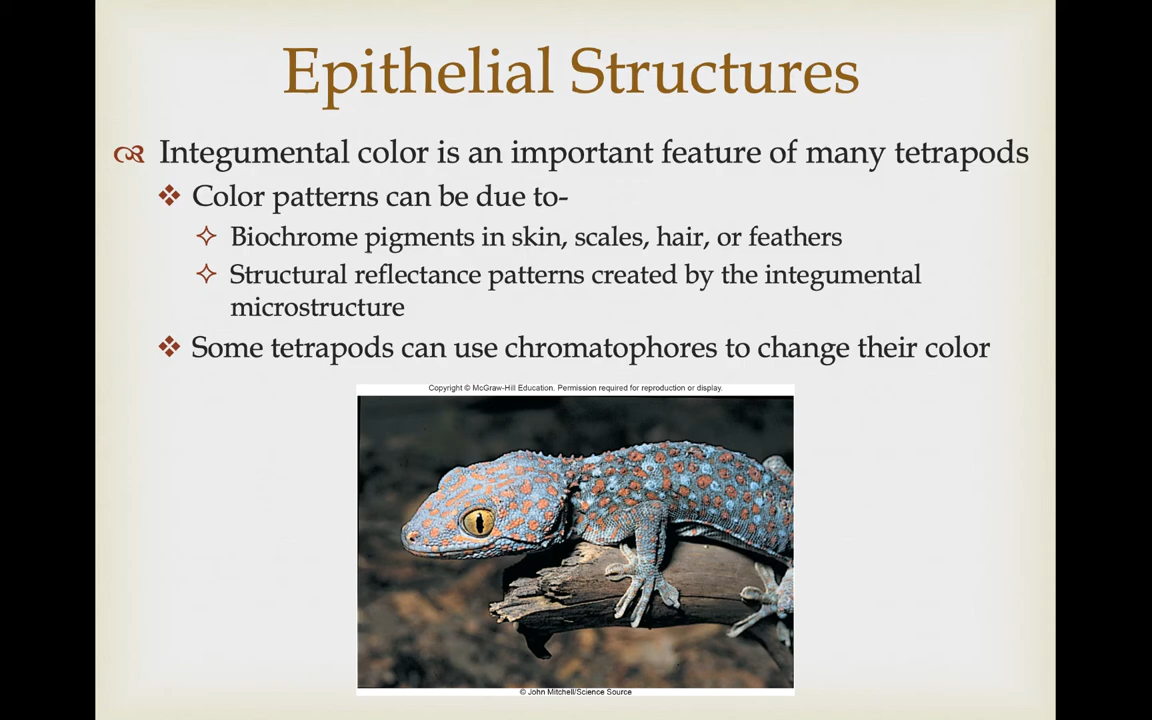 Epithelial Structures
Integumental color is an important feature of many tetrapods
Color patterns can be due to-
Biochrome pigments in skin, scales, hair, or feathers
Structural reflectance patterns created by the integumental
microstructure
Some tetrapods can use chromatophores to change their color
Copyright © McGraw-Hill Education. Permission required for reproduction or display.
© John Mitchell/Science Source